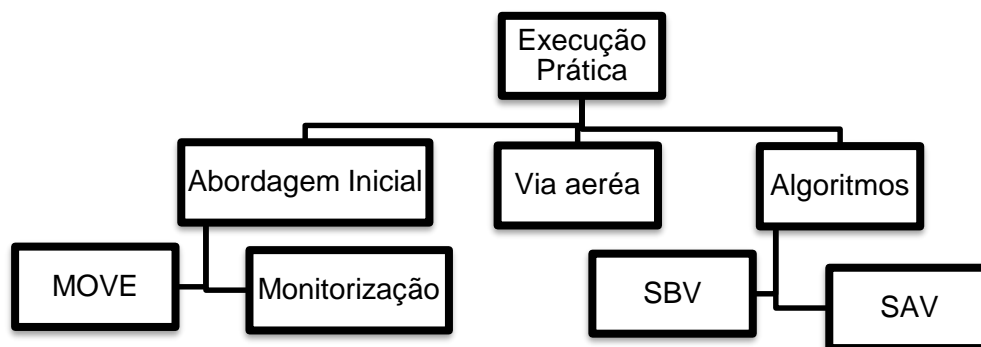 Execução
Prática
Abordagem Inicial
Via aeréa
Algoritmos
MOVE
Monitorização
SBV
SAV